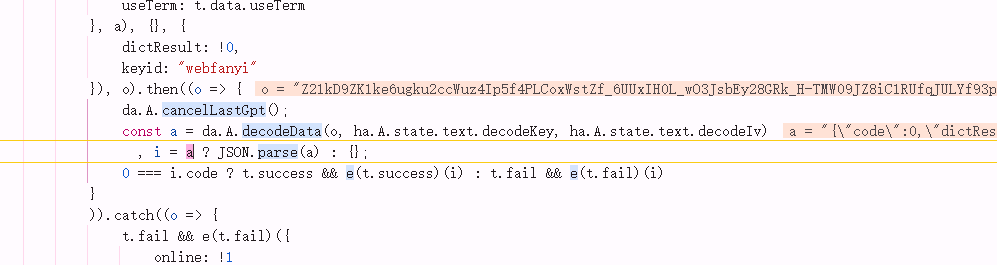 useTerm: t.data.useTerm
}, a), {}, {
dictResult: !0,
keyid: "webfanyi"
}), o).then((o => { o = "Z21kD9ZK1ke6ugku2ccWuz4Ip5f4PLCoxWstZf_6UUxIHOL_wO3JsbEy28GRk_H-TMW09JZ8iC1RUfqJULYf93p
da.A.cancelLastGpt();
const a = da.A.decodeData(o, ha.A.state.text.decodeKey, ha.A.state.text.decodeIv) a = "{\"code\":0,\"dictRes
, i = a ? JSON.parse(a) : {};
0 === i.code ? t.success && e(t.success)(i) : t.fail && e(t.fail)(i)
}
)).catch((o => {
t.fail && e(t.fail)({
online: !1